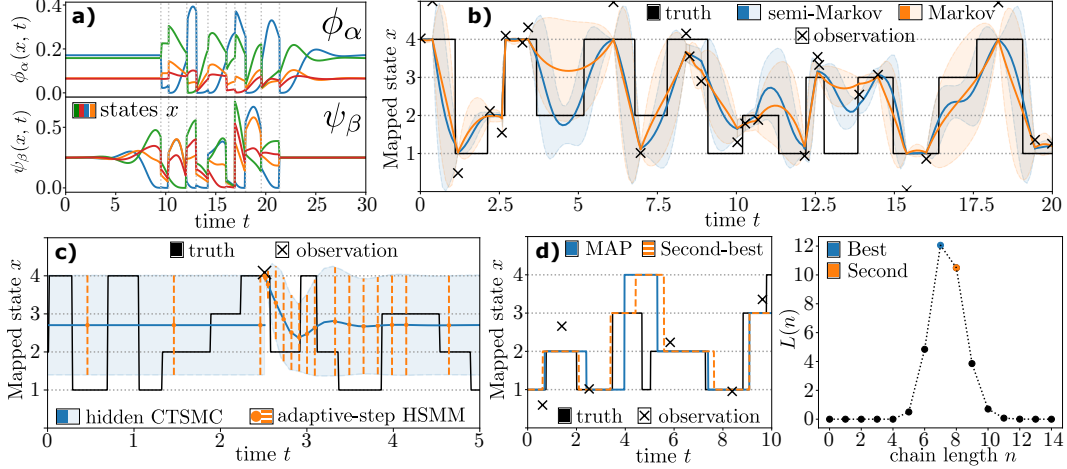 a)
ϕα(x, t)
0.4
0.2
0.0
ϕα
ψβ(x, t)
0.5
0.0
states x
ψβ
0 5 10 15 20 25 30
time t
b)
truth semi-Markov Markov
observation
Mapped state x
4
3
2
1
0 2.5 5 7.5 10 12.5 15 17.5 20
time t
c)
truth observation
Mapped state x
4
3
2
1
hidden CTSMC adaptive-step HSMM
0 1 2 3 4 5
time t
d)
MAP Second-best
Mapped state x
4
3
2
1
truth observation
0 2 4 6 8 10
time t
Best
Second
L(n)
12
10
8
6
4
2
0
0 2 4 6 8 10 12 14
chain length n